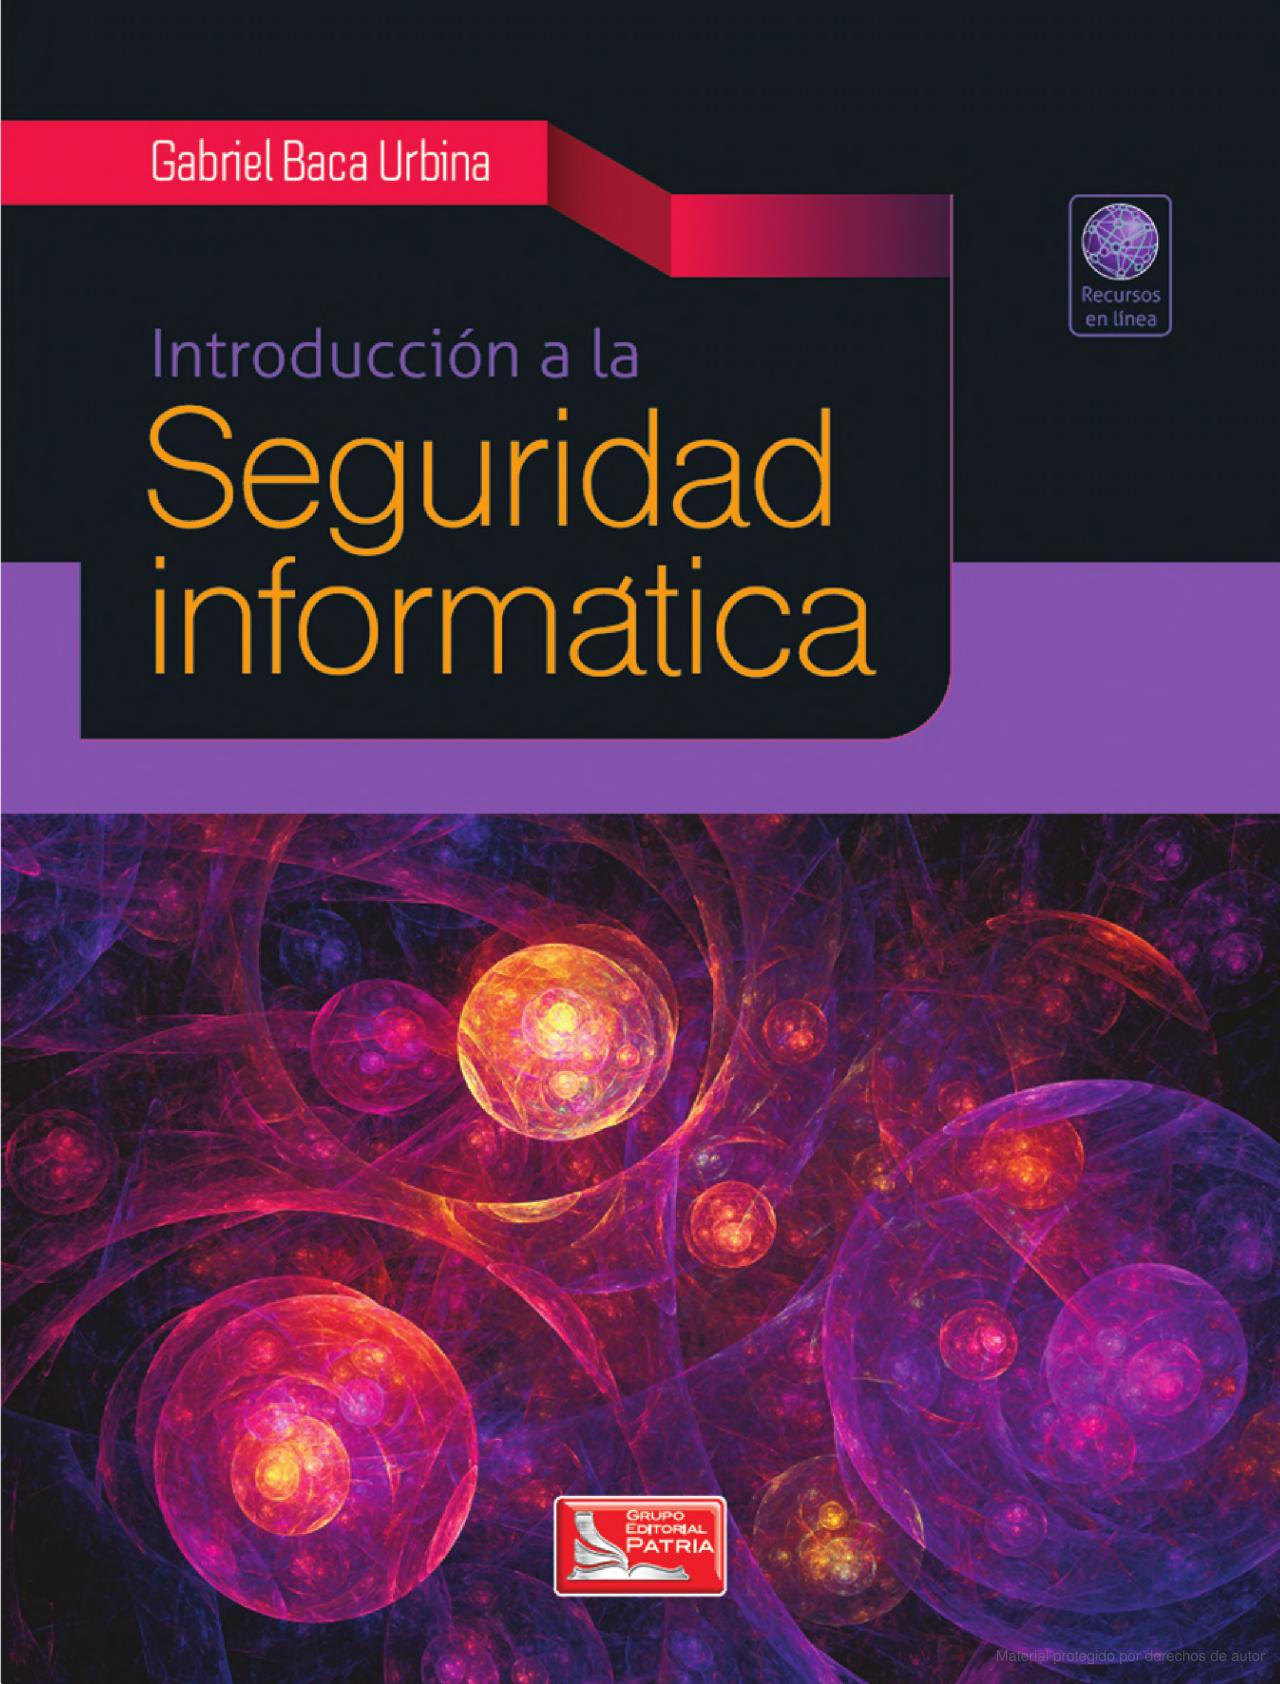 Gabriel Baca Urbina
Recursos
en línea
Introducción a la
Seguridad
informática
GRUPO
EDITORIAL
PATRIA
Material protegido por derechos de autor